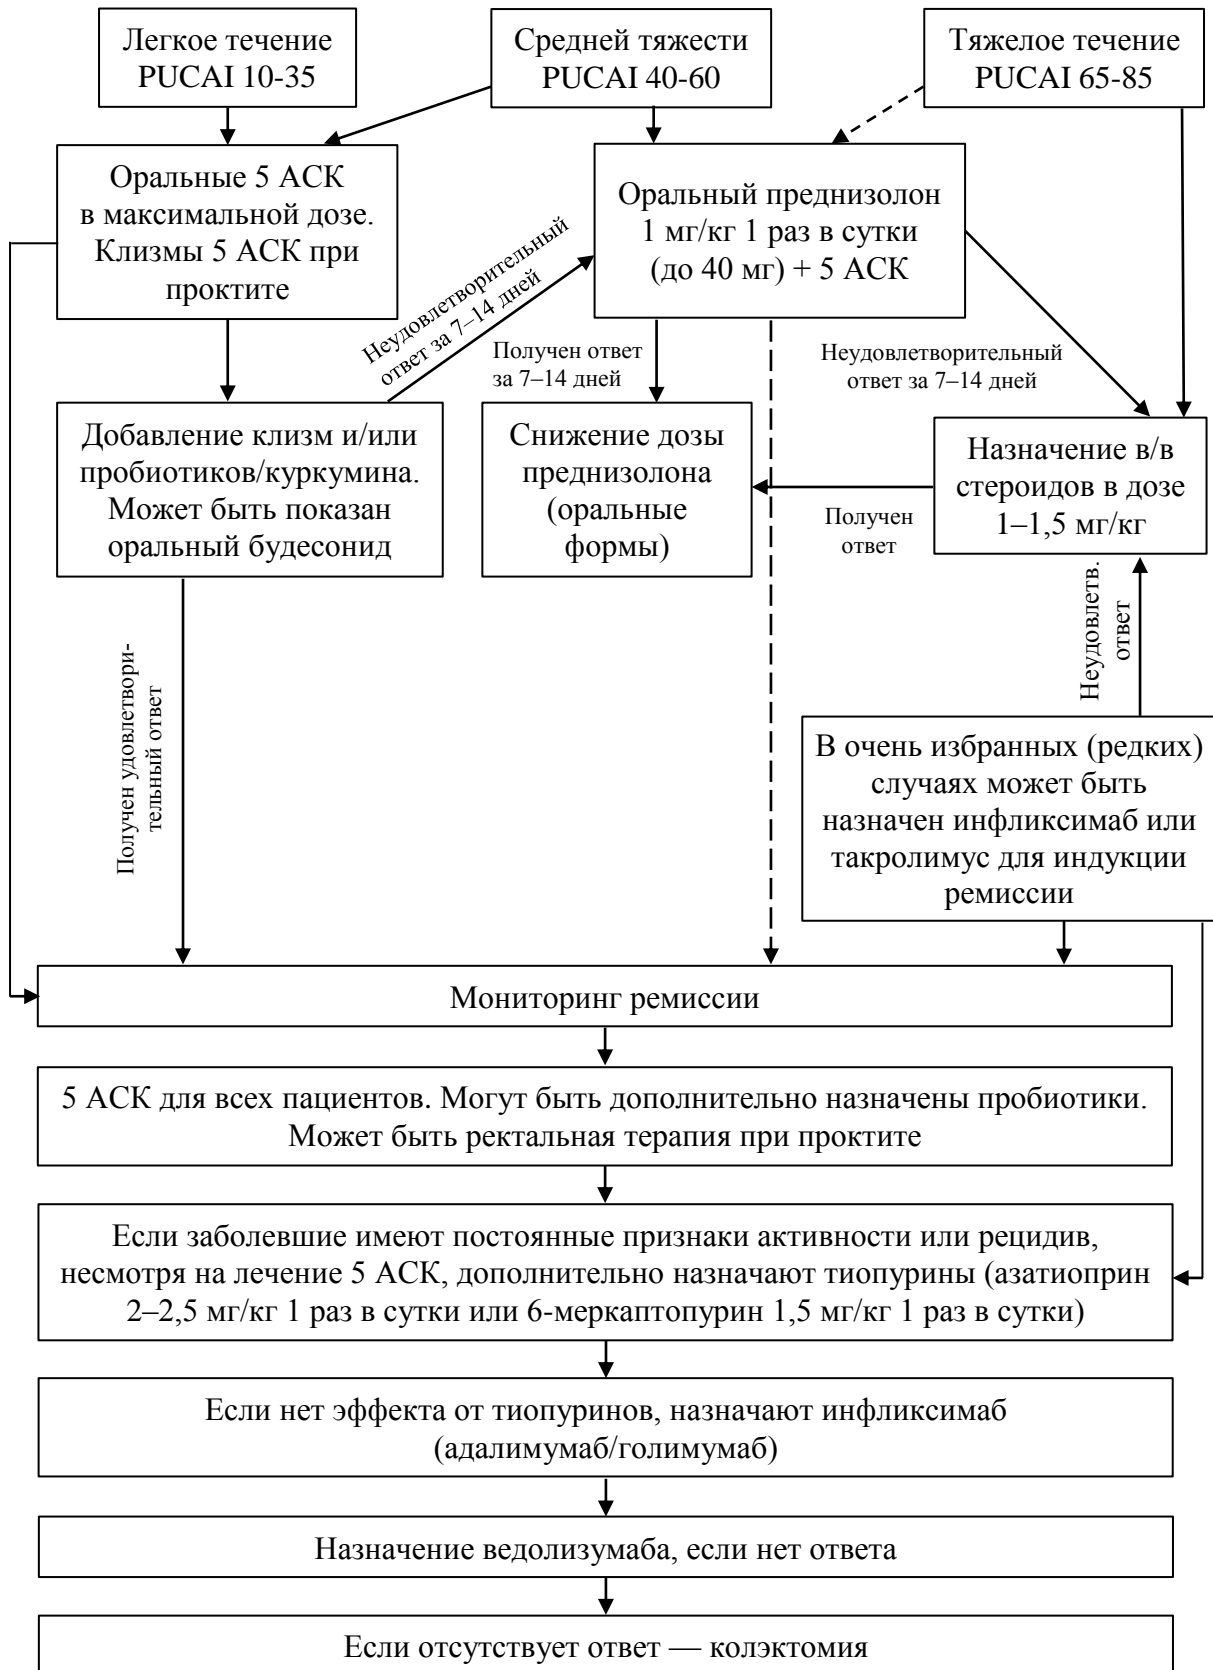 Легкое течение
PUCAI 10-35
Средней тяжести
PUCAI 40-60
Тяжелое течение
PUCAI 65-85
Оральные 5 АСК
в максимальной дозе.
Клизмы 5 АСК при
проктите
Оральный преднизолон
1 мг/кг 1 раз в сутки
(до 40 мг) + 5 АСК
Неудовлетворительный
ответ за 7–14 дней
Получен ответ
за 7–14 дней
Неудовлетворительный
ответ за 7–14 дней
Добавление клизм и/или
пробиотиков/куркумина.
Может быть показан
оральный будесонид
Снижение дозы
преднизолона
(оральные
формы)
Получен
ответ
Назначение в/в
стероидов в дозе
1–1,5 мг/кг
Получен удовлетвори-
тельный ответ
Неудовлетв.
ответ
В очень избранных (редких)
случаях может быть
назначен инфликсимаб или
такролимус для индукции
ремиссии
Мониторинг ремиссии
5 АСК для всех пациентов. Могут быть дополнительно назначены пробиотики.
Может быть ректальная терапия при проктите
Если заболевшие имеют постоянные признаки активности или рецидив,
несмотря на лечение 5 АСК, дополнительно назначают тиопурины (азатиоприн
2–2,5 мг/кг 1 раз в сутки или 6-меркаптопурин 1,5 мг/кг 1 раз в сутки)
Если нет эффекта от тиопуринов, назначают инфликсимаб
(адалимумаб/голимумаб)
Назначение ведолизумаба, если нет ответа
Если отсутствует ответ — колэктомия